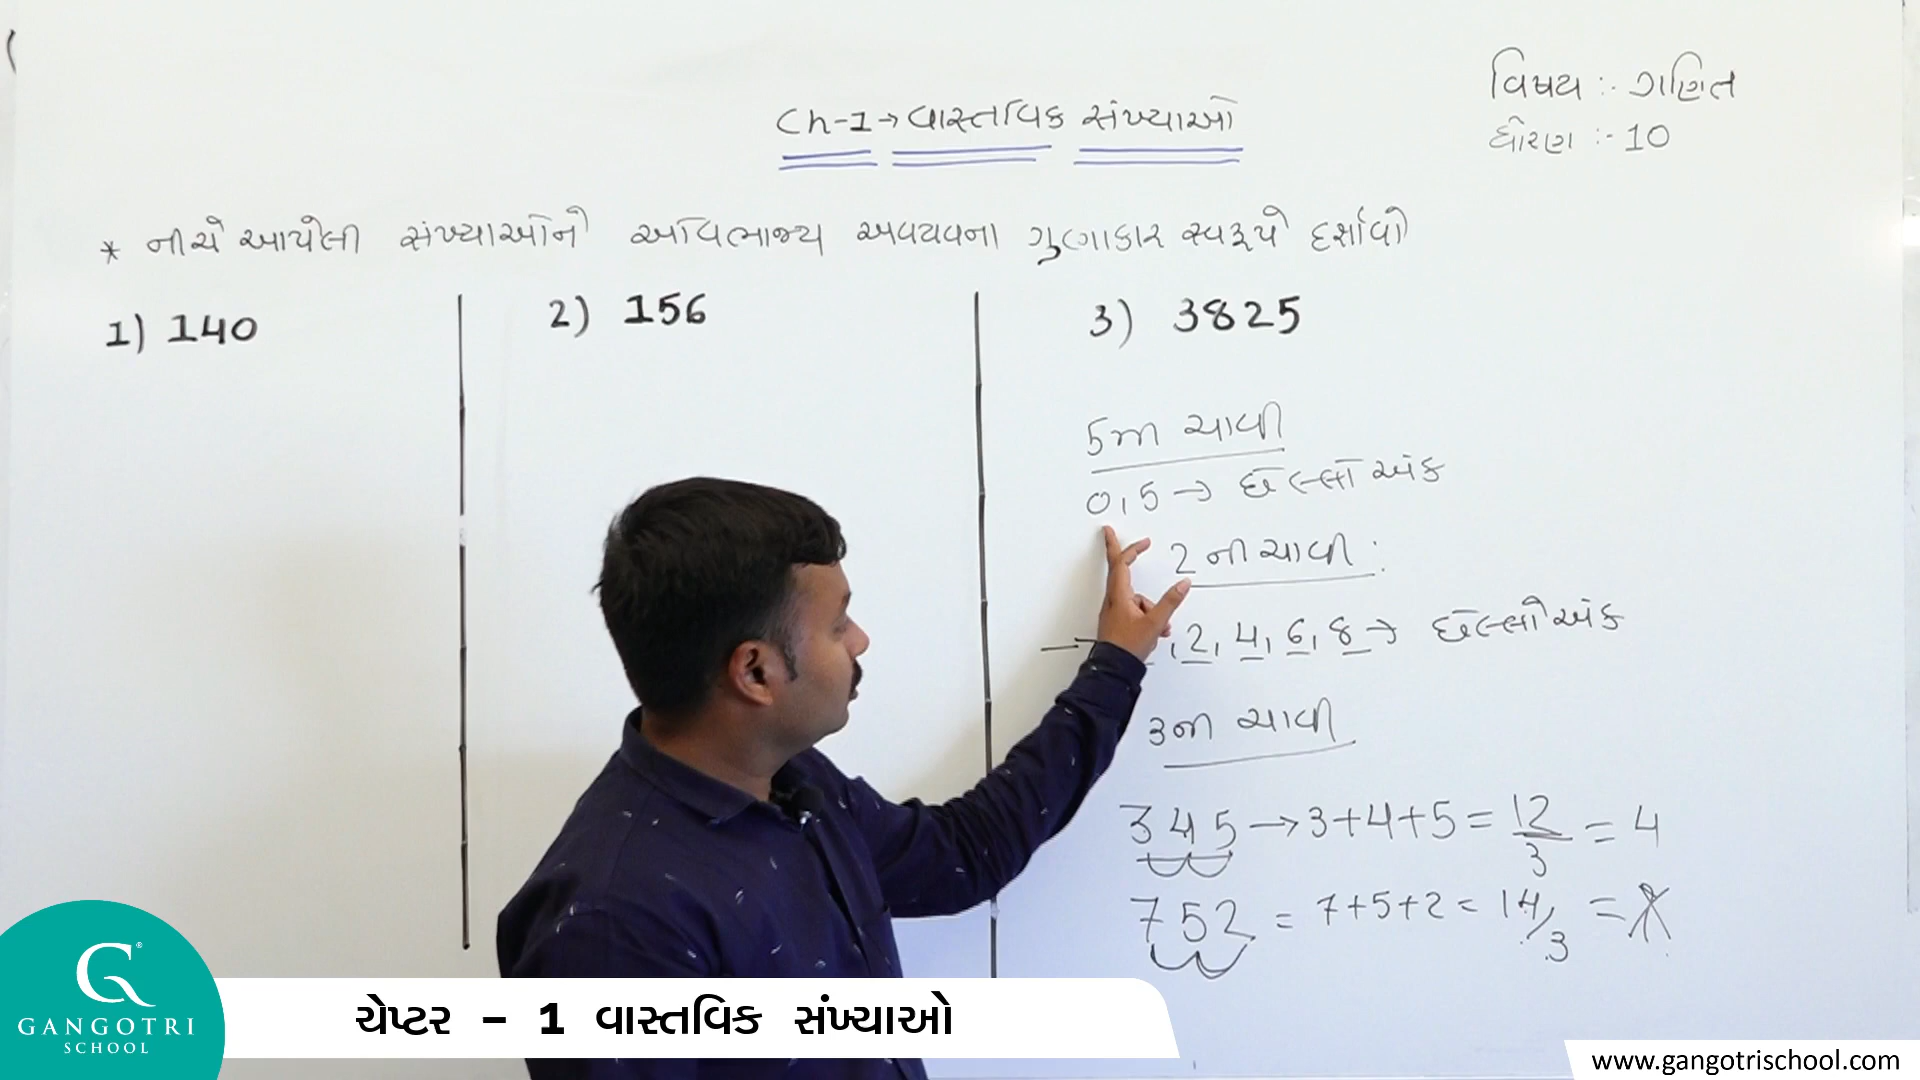 Ch-1→વાસ્તવિક સંખ્યાઓ
વિષય :- ગણિત
ધોરણ :- 10
* નીચે આપેલી સંખ્યાઓને અવિભાજ્ય અવયવના ગુણાકાર સ્વરૂપે દર્શાવો
1) 140
2) 156
3) 3825
5ની ચાવી
0,5→ છેલ્લો અંક
2 ની ચાવી :
, 2, 4, 6, 8→ છેલ્લો અંક
3ની ચાવી
345→3+4+5=12/3=4
752=7+5+2=14/3=X
GANGOTRI
SCHOOL
ચેપ્ટર – 1 વાસ્તવિક સંખ્યાઓ
www.gangotrischool.com